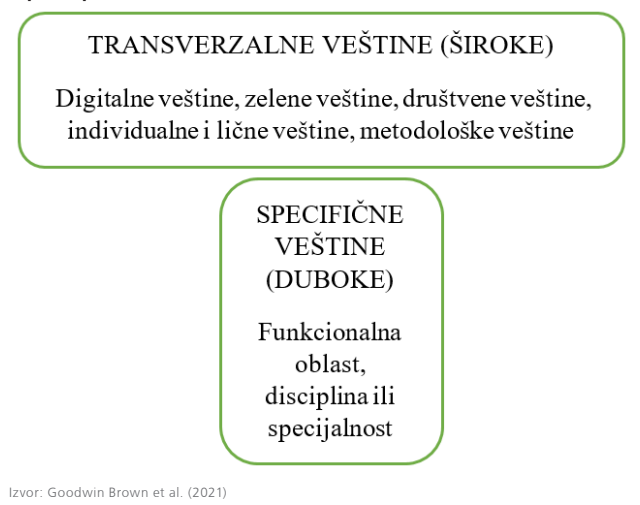 TRANSVERZALNE VEŠTINE (ŠIROKE)
Digitalne veštine, zelene veštine, društvene veštine,
individualne i lične veštine, metodološke veštine
SPECIFIČNE
VEŠTINE
(DUBOKE)
Funkcionalna
oblast,
disciplina ili
specijalnost
Izvor: Goodwin Brown et al. (2021)